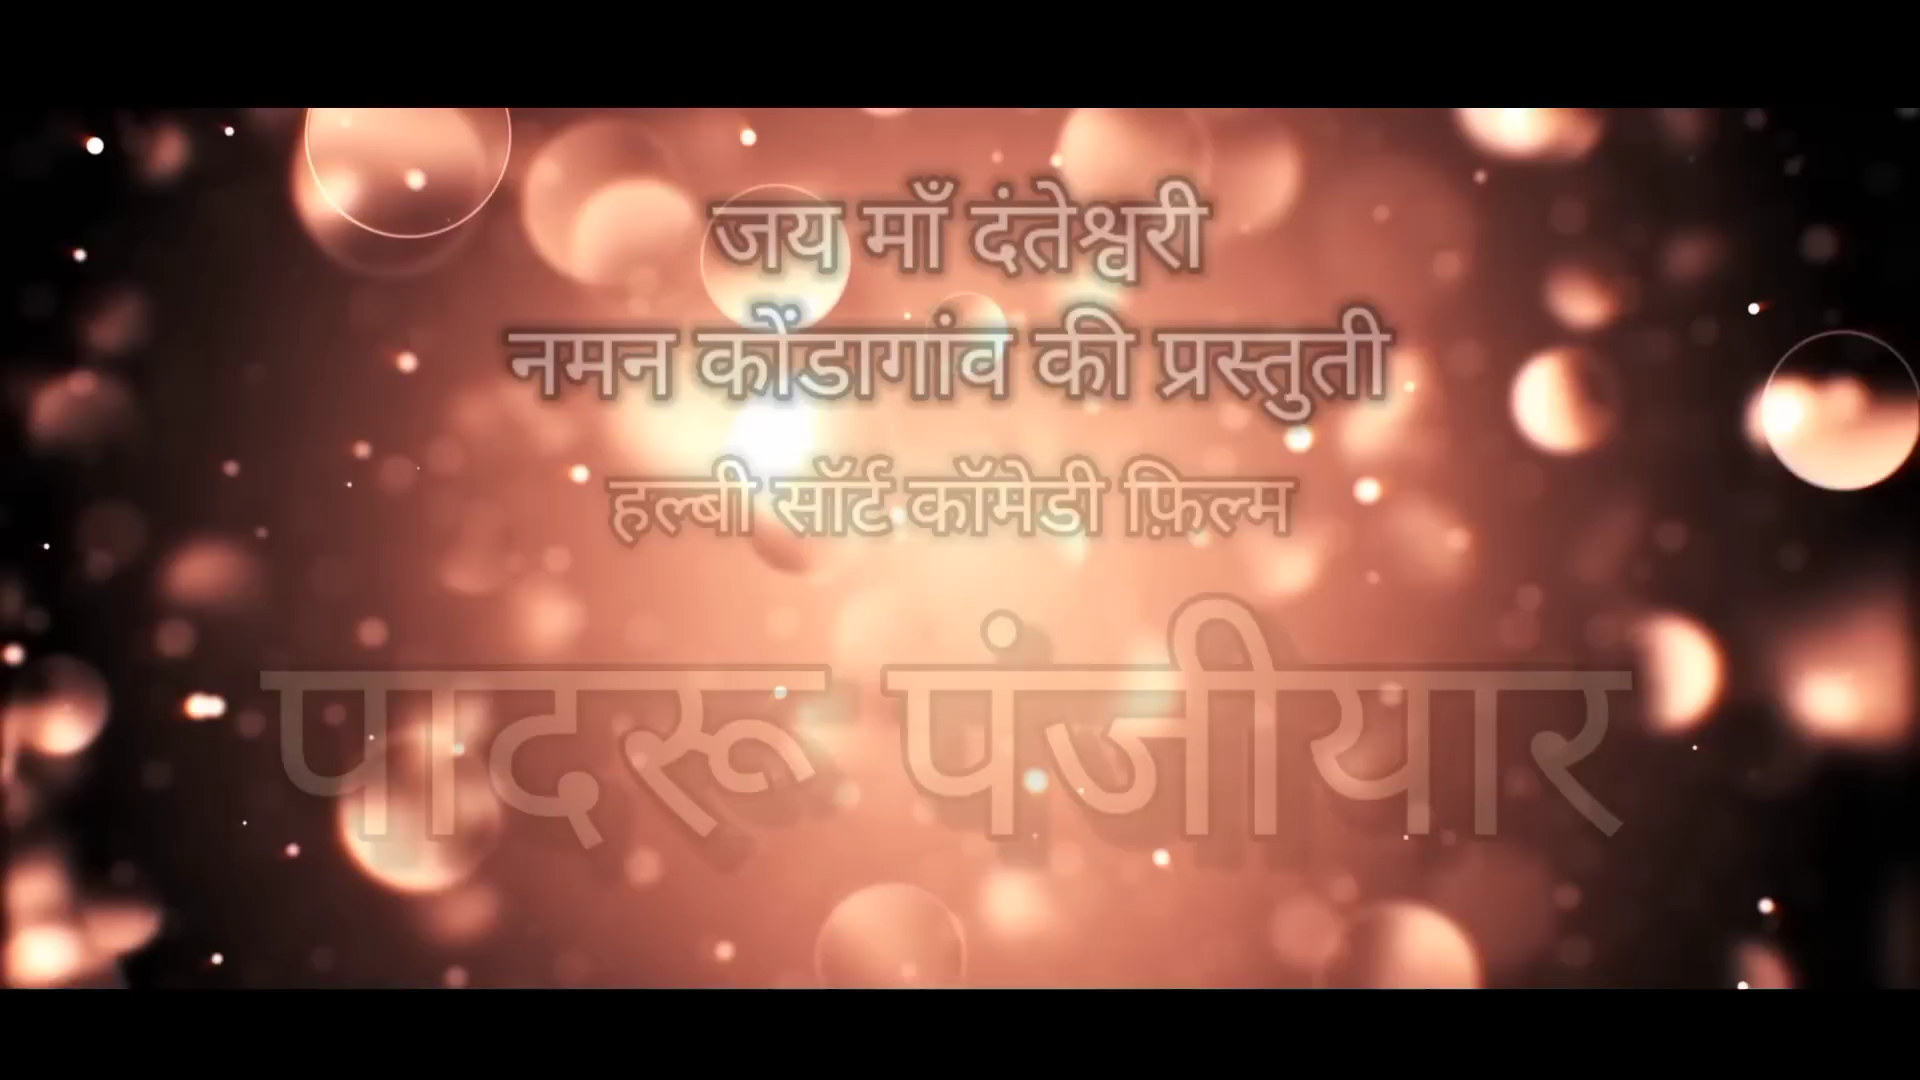 जय माँ दंतेश्वरी
नमन कोंडागांव की प्रस्तुती
हल्बी सॉर्ट कॉमेडी फ़िल्म
पादरू पंजीयार